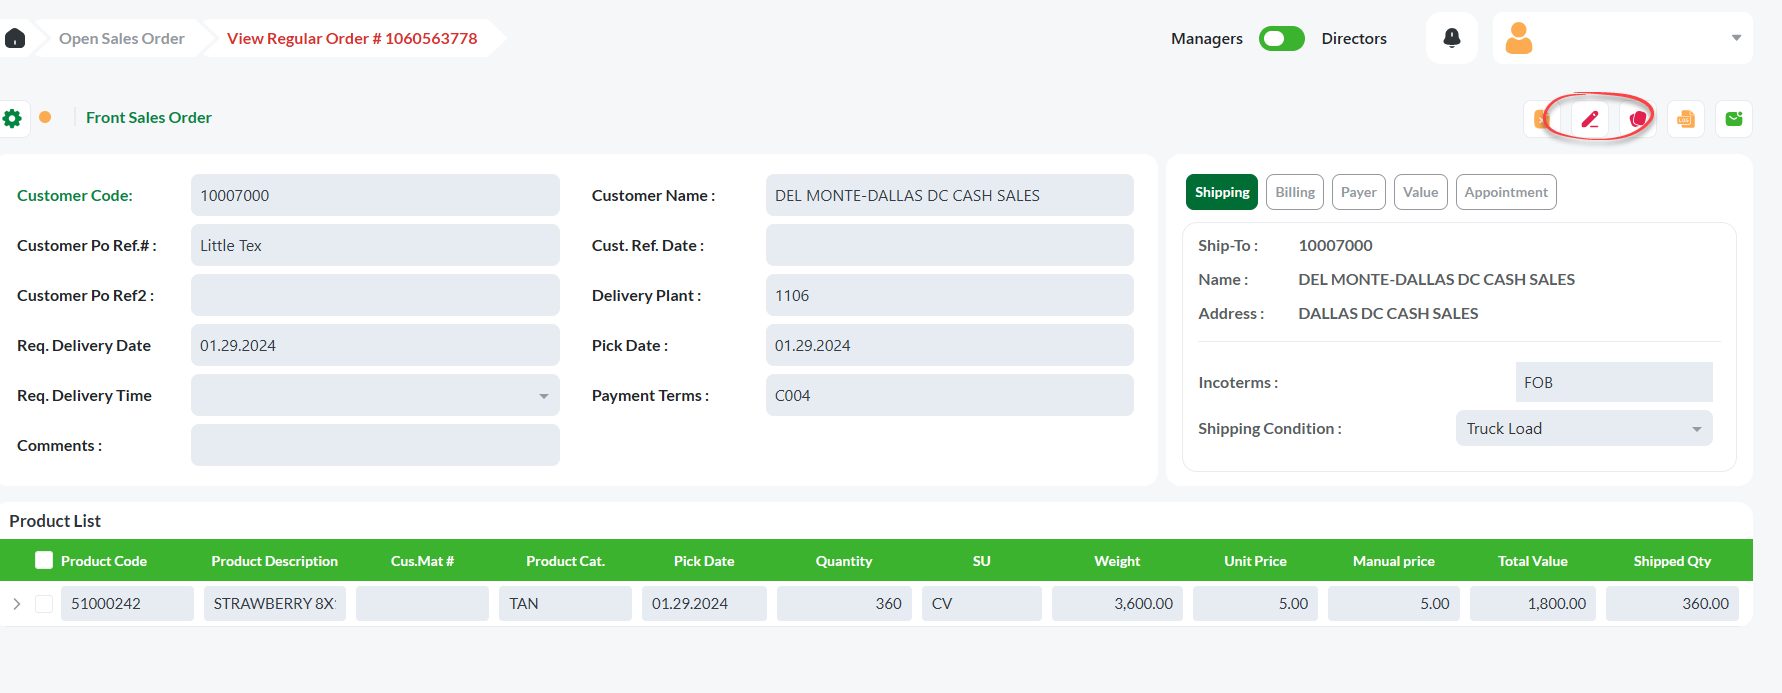 Open Sales Order
View Regular Order # 1060563778
Managers
Directors
Front Sales Order
LOG
Customer Code:
10007000
Customer Name :
DEL MONTE-DALLAS DC CASH SALES
Customer Po Ref.# :
Little Tex
Cust. Ref. Date :
Customer Po Ref2 :
Delivery Plant :
1106
Req. Delivery Date
01.29.2024
Pick Date :
01.29.2024
Req. Delivery Time
Payment Terms :
C004
Comments :
Shipping
Billing
Payer
Value
Appointment
Ship-To :
10007000
Name :
DEL MONTE-DALLAS DC CASH SALES
Address :
DALLAS DC CASH SALES
Incoterms :
FOB
Shipping Condition :
Truck Load
Product List
Product Code
Product Description
Cus.Mat #
Product Cat.
Pick Date
Quantity
SU
Weight
Unit Price
Manual price
Total Value
Shipped Qty
51000242
STRAWBERRY 8X
TAN
01.29.2024
360
CV
3,600.00
5.00
5.00
1,800.00
360.00